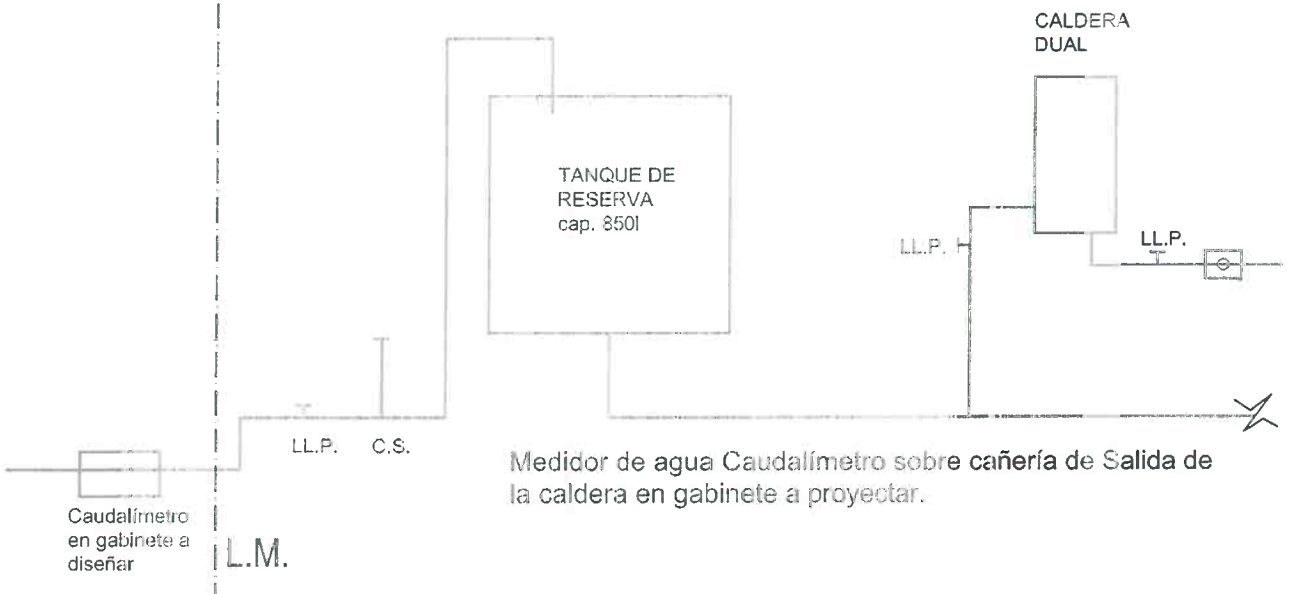 CALDERA
DUAL
TANQUE DE
RESERVA
cap. 850l
LL.P.
LL.P.
LL.P.
C.S.
Medidor de agua Caudalímetro sobre cañería de Salida de
la caldera en gabinete a proyectar.
Caudalímetro
en gabinete a
diseñar
L.M.